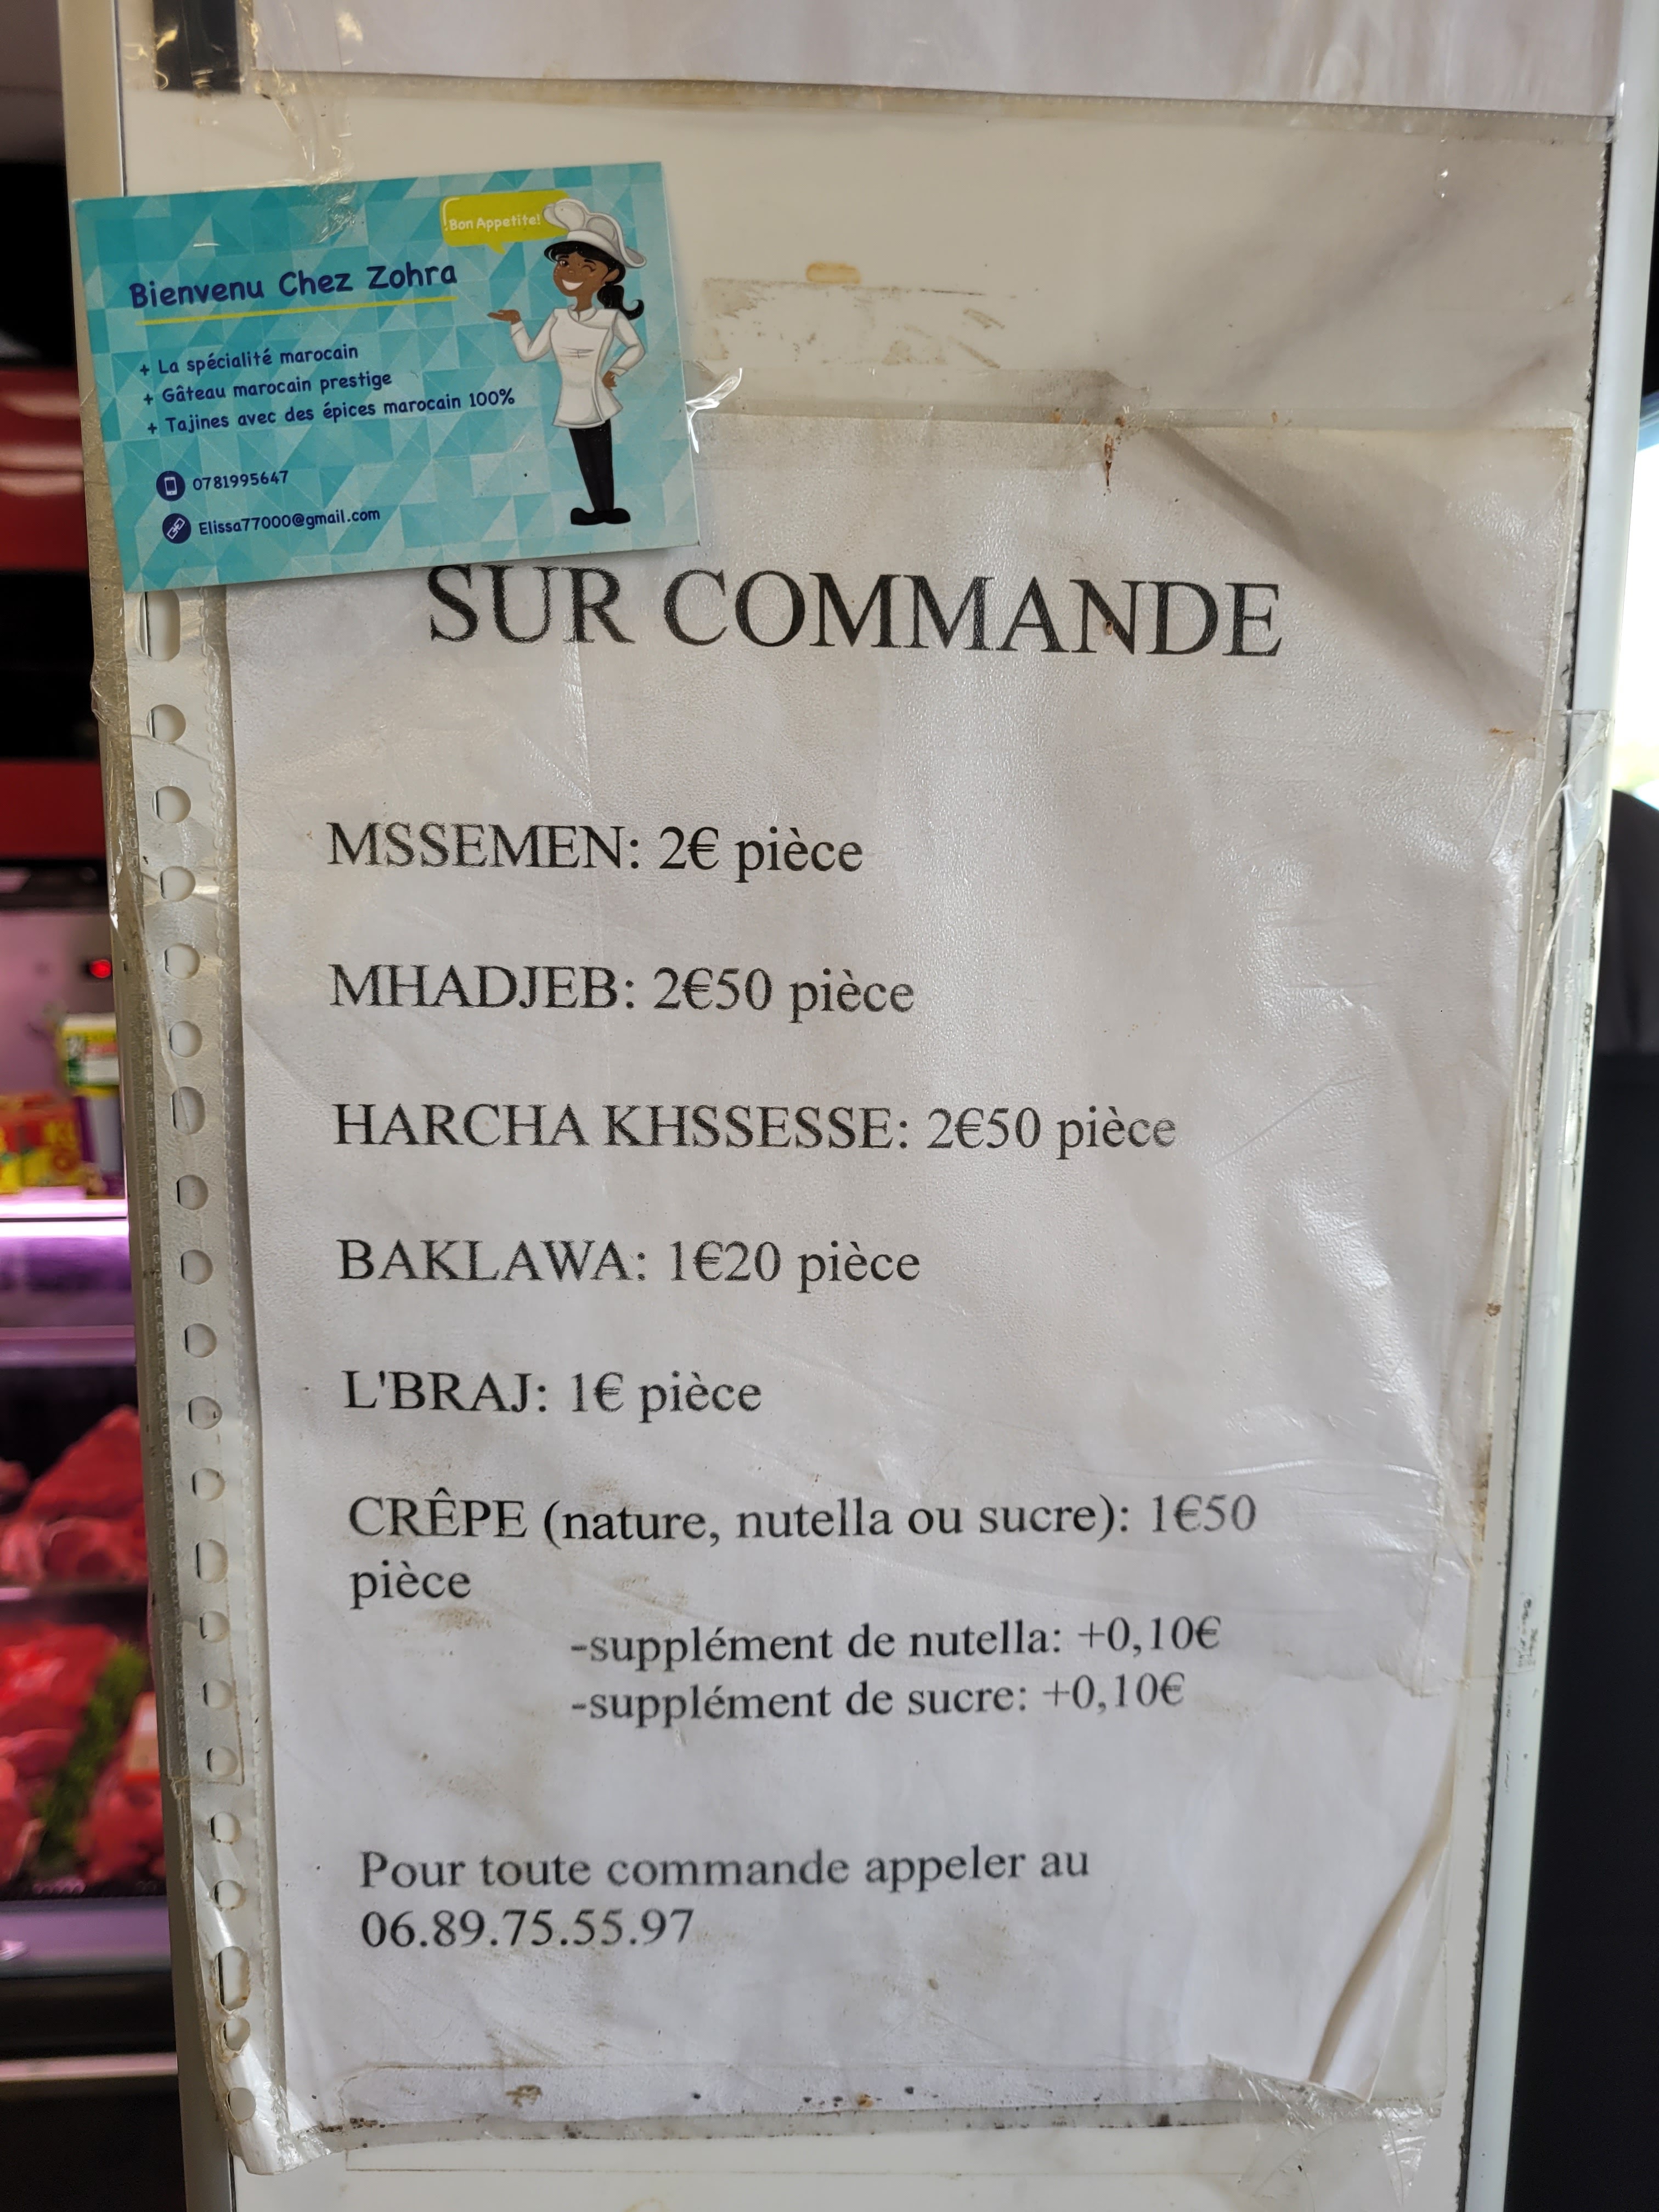 Bon Appetite!
Bienvenu Chez Zohra
+ La spécialité marocain
+ Gâteau marocain prestige
+ Tajines avec des épices marocain 100%
0781995647
Elissa77000@gmail.com
SUR COMMANDE
MSSEMEN: 2€ pièce
MHADJEB: 2€50 pièce
HARCHA KHSSESSE: 2€50 pièce
BAKLAWA: 1€20 pièce
L'BRAJ: 1€ pièce
CRÊPE (nature, nutella ou sucre): 1€50
pièce
-supplément de nutella: +0,10€
-supplément de sucre: +0,10€
Pour toute commande appeler au
06.89.75.55.97